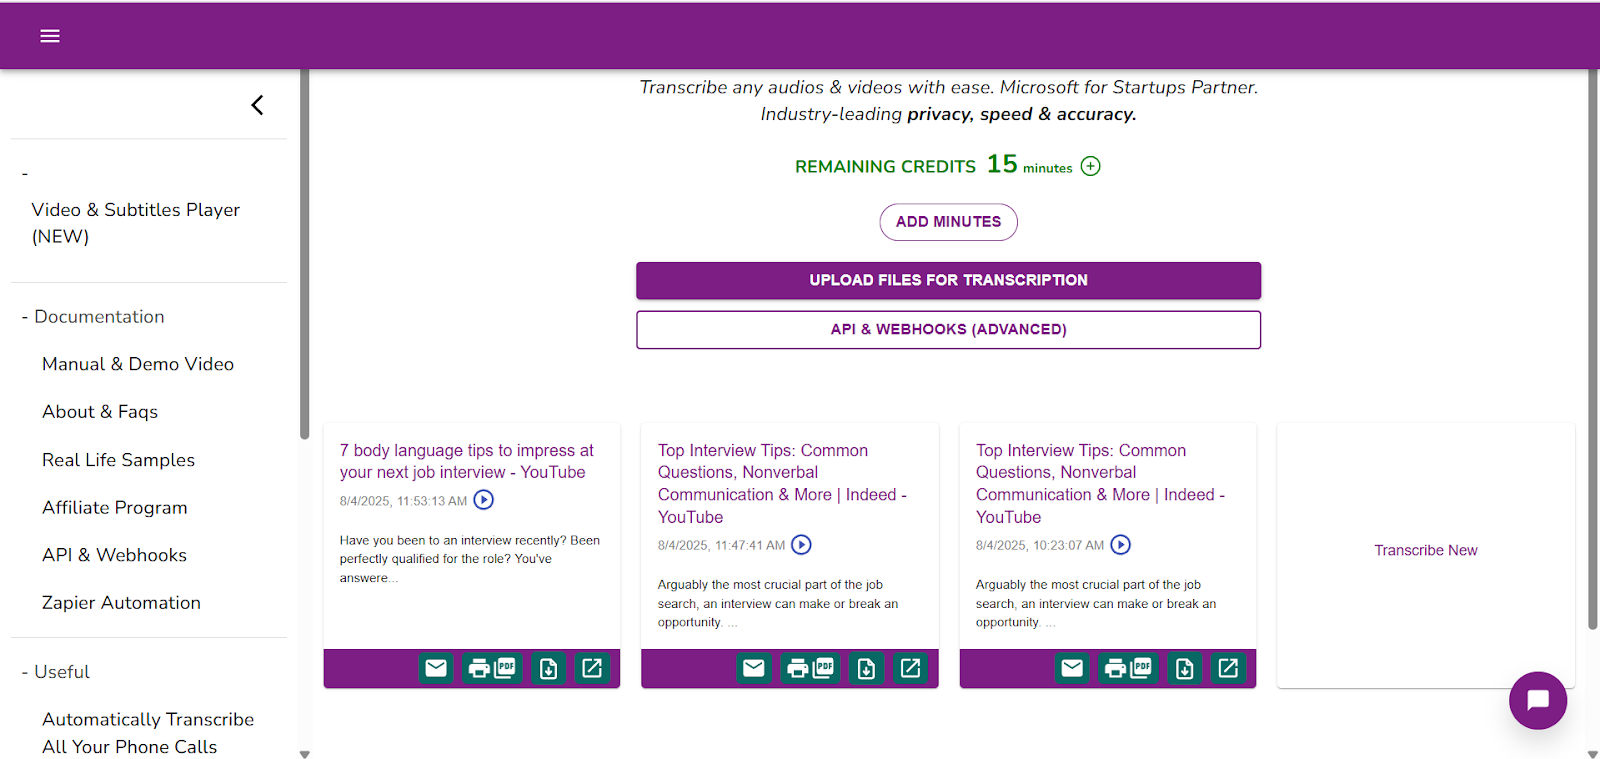 Transcribe any audios & videos with ease. Microsoft for Startups Partner.
Industry-leading privacy, speed & accuracy.
REMAINING CREDITS 15 minutes
ADD MINUTES
UPLOAD FILES FOR TRANSCRIPTION
API & WEBHOOKS (ADVANCED)
-
Video & Subtitles Player
(NEW)
- Documentation
Manual & Demo Video
About & Faqs
Real Life Samples
Affiliate Program
API & Webhooks
Zapier Automation
- Useful
Automatically Transcribe
All Your Phone Calls
7 body language tips to impress at
your next job interview - YouTube
8/4/2025, 11:53:13 AM
Have you been to an interview recently? Been
perfectly qualified for the role? You've
answere...
PDF
Top Interview Tips: Common
Questions, Nonverbal
Communication & More | Indeed -
YouTube
8/4/2025, 11:47:41 AM
Arguably the most crucial part of the job
search, an interview can make or break an
opportunity. ...
PDF
Top Interview Tips: Common
Questions, Nonverbal
Communication & More | Indeed -
YouTube
8/4/2025, 10:23:07 AM
Arguably the most crucial part of the job
search, an interview can make or break an
opportunity. ...
PDF
Transcribe New